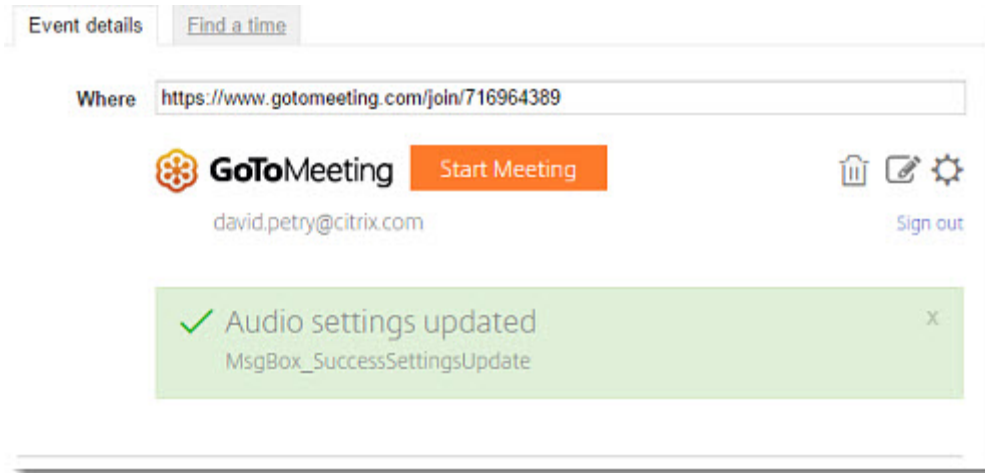 Event details Find a time
Where https://www.gotomeeting.com/join/716964389
GoToMeeting Start Meeting
david.petry@citrix.com Sign out
Audio settings updated x
MsgBox_SuccessSettingsUpdate